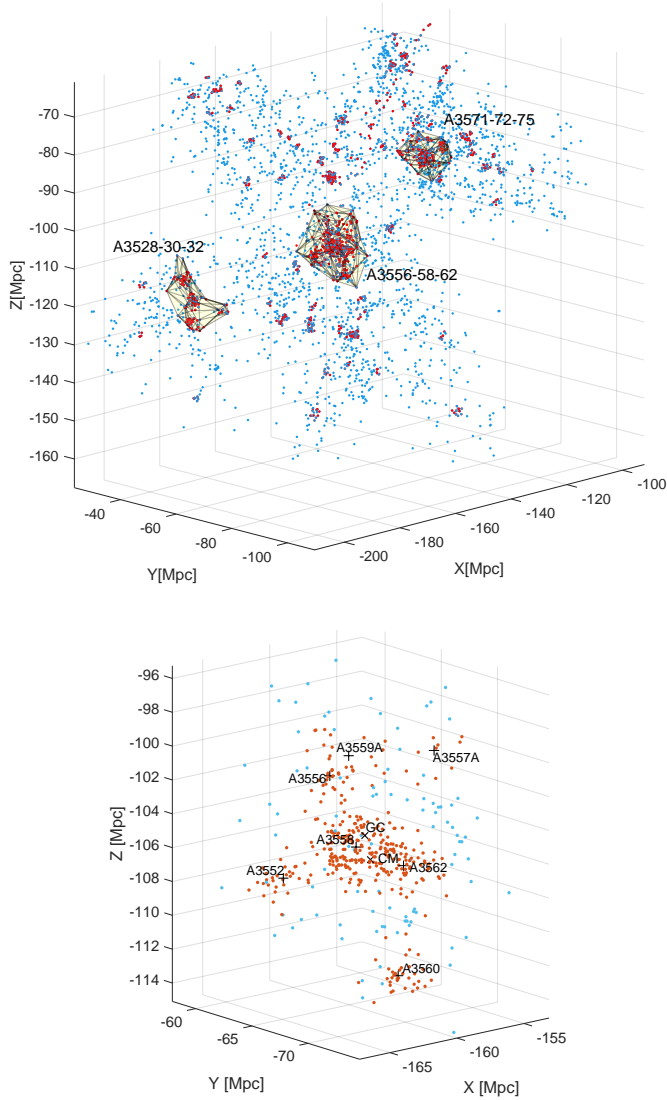 A3571-72-75
-70
-80
-90
-100
-110
-120
-130
-140
-150
-160
Z[Mpc]
A3528-30-32
A3556-58-62
-40
-60
-80
-100
Y[Mpc]
-200
-180
-160
-140
-120
-100
X[Mpc]
-96
-98
-100
-102
-104
-106
-108
-110
-112
-114
Z [Mpc]
A3559A
A3557A
A3556
GC
A3558
CM
A3562
A3552
A3560
-60
-65
-70
Y [Mpc]
-165
-160
-155
X [Mpc]